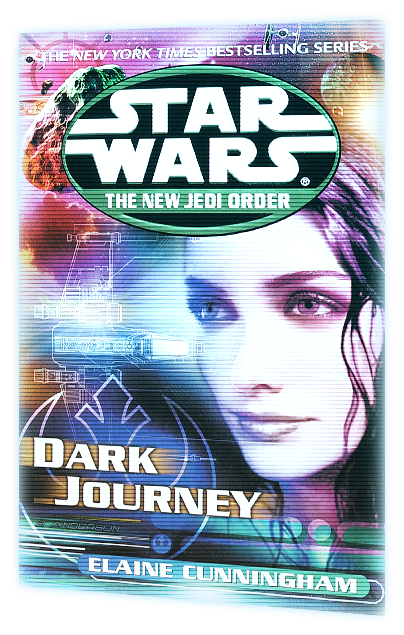 THE NEW YORK TIMES BESTSELLING SERIES
STAR
WARS
®
THE NEW JEDI ORDER
DARK
JOURNEY
ELAINE CUNNINGHAM